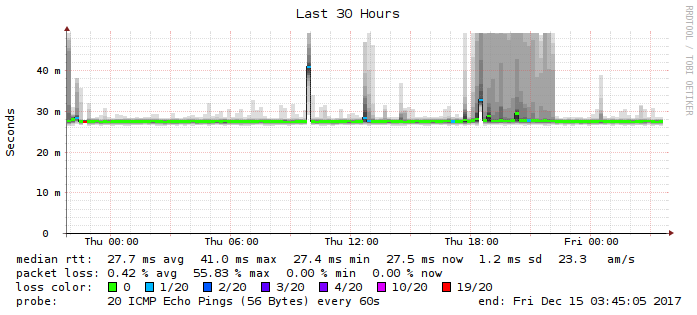 Last 30 Hours
RRDTOOL / TOBI OETIKER
Seconds
40 m
30 m
20 m
10 m
0
Thu 00:00 Thu 06:00 Thu 12:00 Thu 18:00 Fri 00:00
median rtt: 27.7 ms avg 41.0 ms max 27.4 ms min 27.5 ms now 1.2 ms sd 23.3 am/s
packet loss: 0.42 % avg 55.83 % max 0.00 % min 0.00 % now
loss color: 0 1/20 2/20 3/20 4/20 10/20 19/20
probe: 20 ICMP Echo Pings (56 Bytes) every 60s end: Fri Dec 15 03:45:05 2017